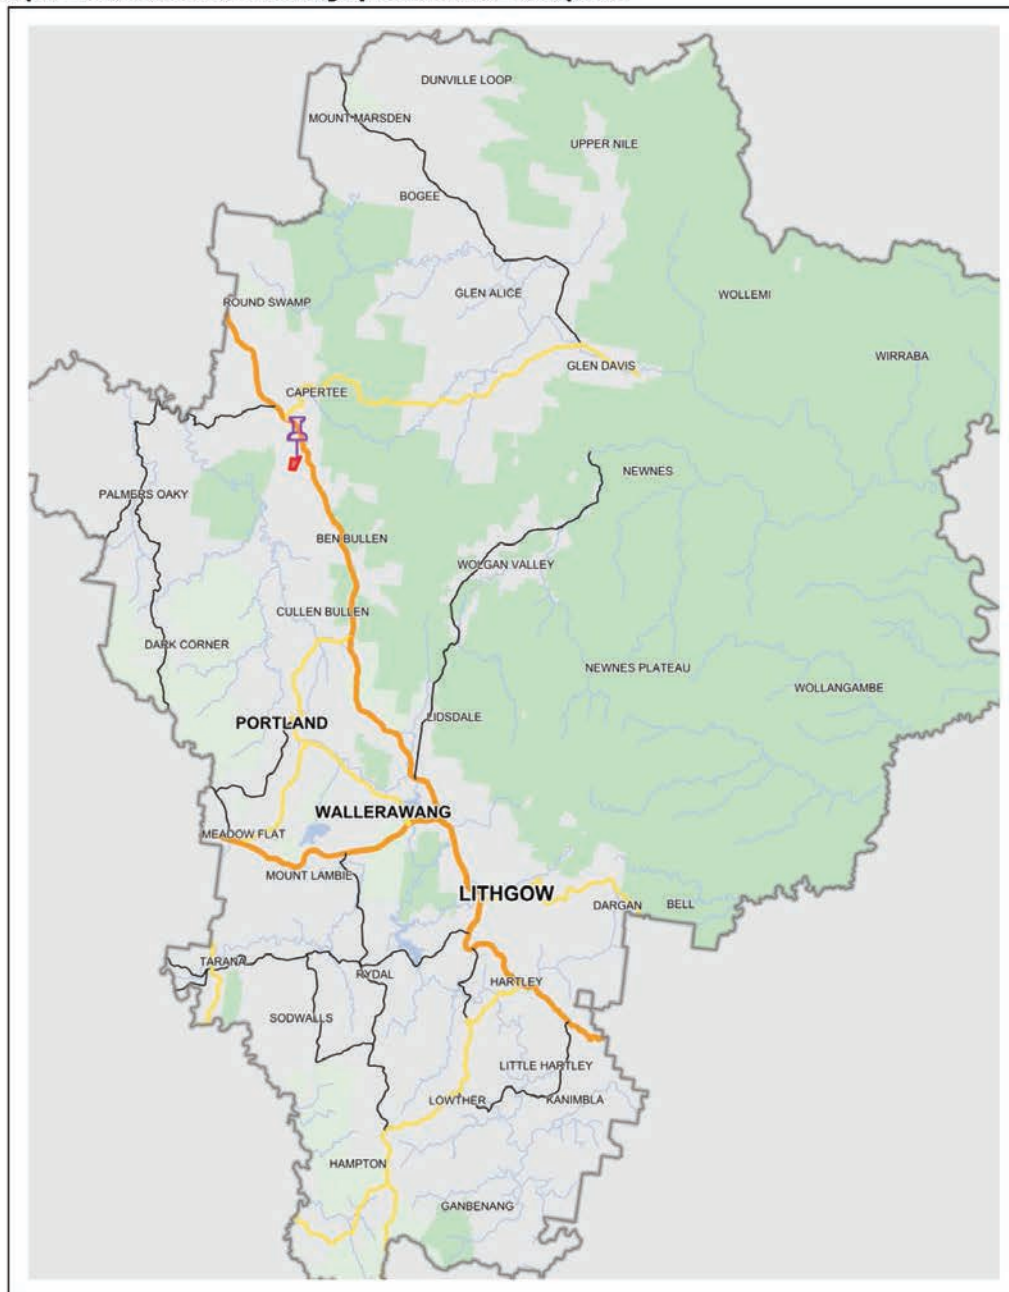 DUNVILLE LOOP
MOUNT MARSDEN
UPPER NILE
BOGEE
GLEN ALICE
WOLLEMI
ROUND SWAMP
WIRRABA
GLEN DAVIS
CAPERTEE
NEWNES
PALMERS OAKY
BEN BULLEN
WOLGAN VALLEY
CULLEN BULLEN
DARK CORNER
NEWNES PLATEAU
WOLLANGAMBE
LIDSDALE
PORTLAND
WALLERAWANG
MEADOW FLAT
MOUNT LAMBIE
LITHGOW
DARGAN
BELL
TARANA
RYDAL
HARTLEY
SODWALLS
LITTLE HARTLEY
LOWTHER
KANIMBLA
HAMPTON
GANBENANG